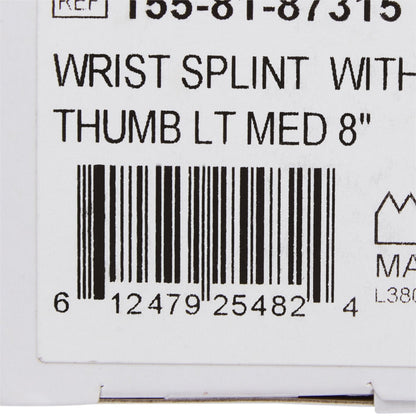 REF 155-81-87315
WRIST SPLINT WITH
THUMB LT MED 8"
6 12479 25482 4
MA
L380